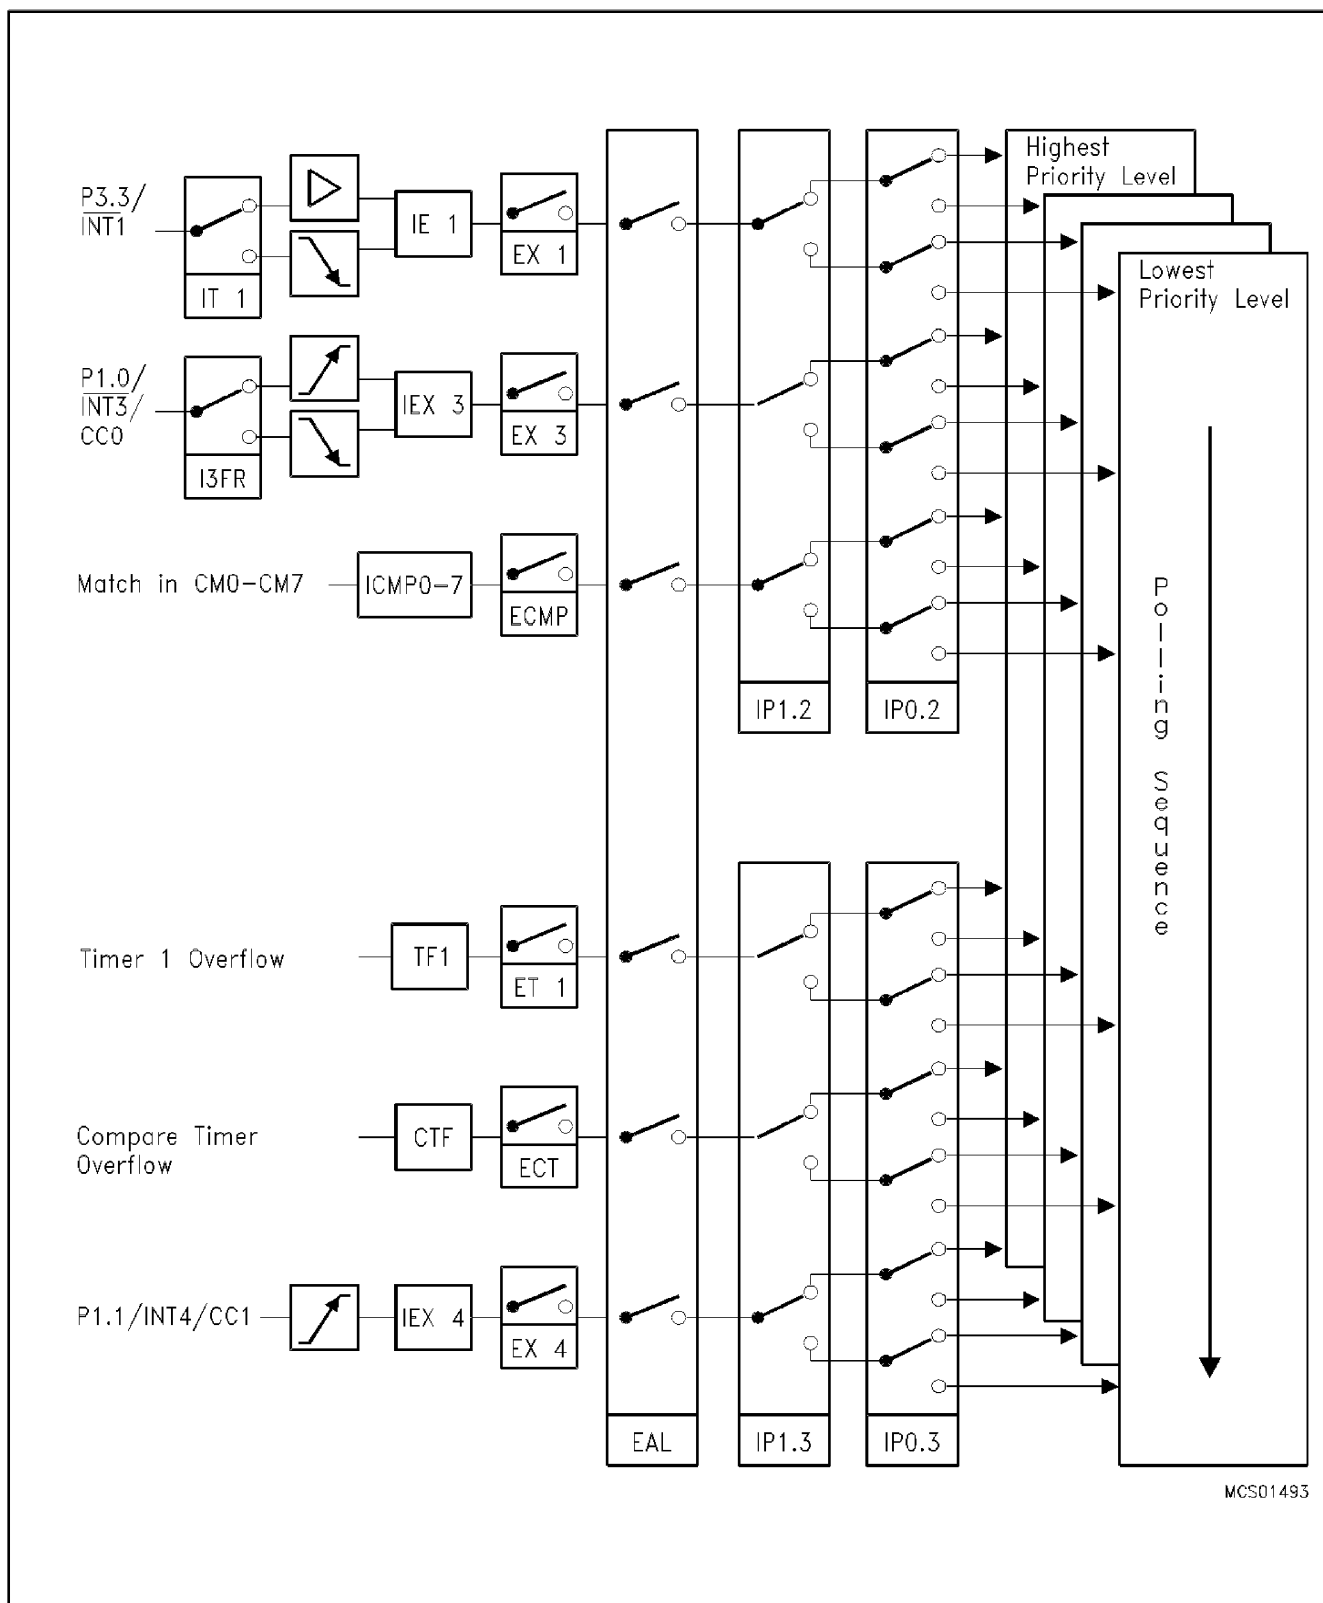 Highest
Priority Level
P3.3/
INT1
IE 1
EX 1
IT 1
Lowest
Priority Level
P1.0/
INT3/
CC0
IEX 3
EX 3
I3FR
Match in CM0-CM7
ICMP0-7
ECMP
IP1.2
IP0.2
Polling Sequence
Timer 1 Overflow
TF1
ET 1
Compare Timer
Overflow
CTF
ECT
P1.1/INT4/CC1
IEX 4
EX 4
EAL
IP1.3
IP0.3
MCS01493